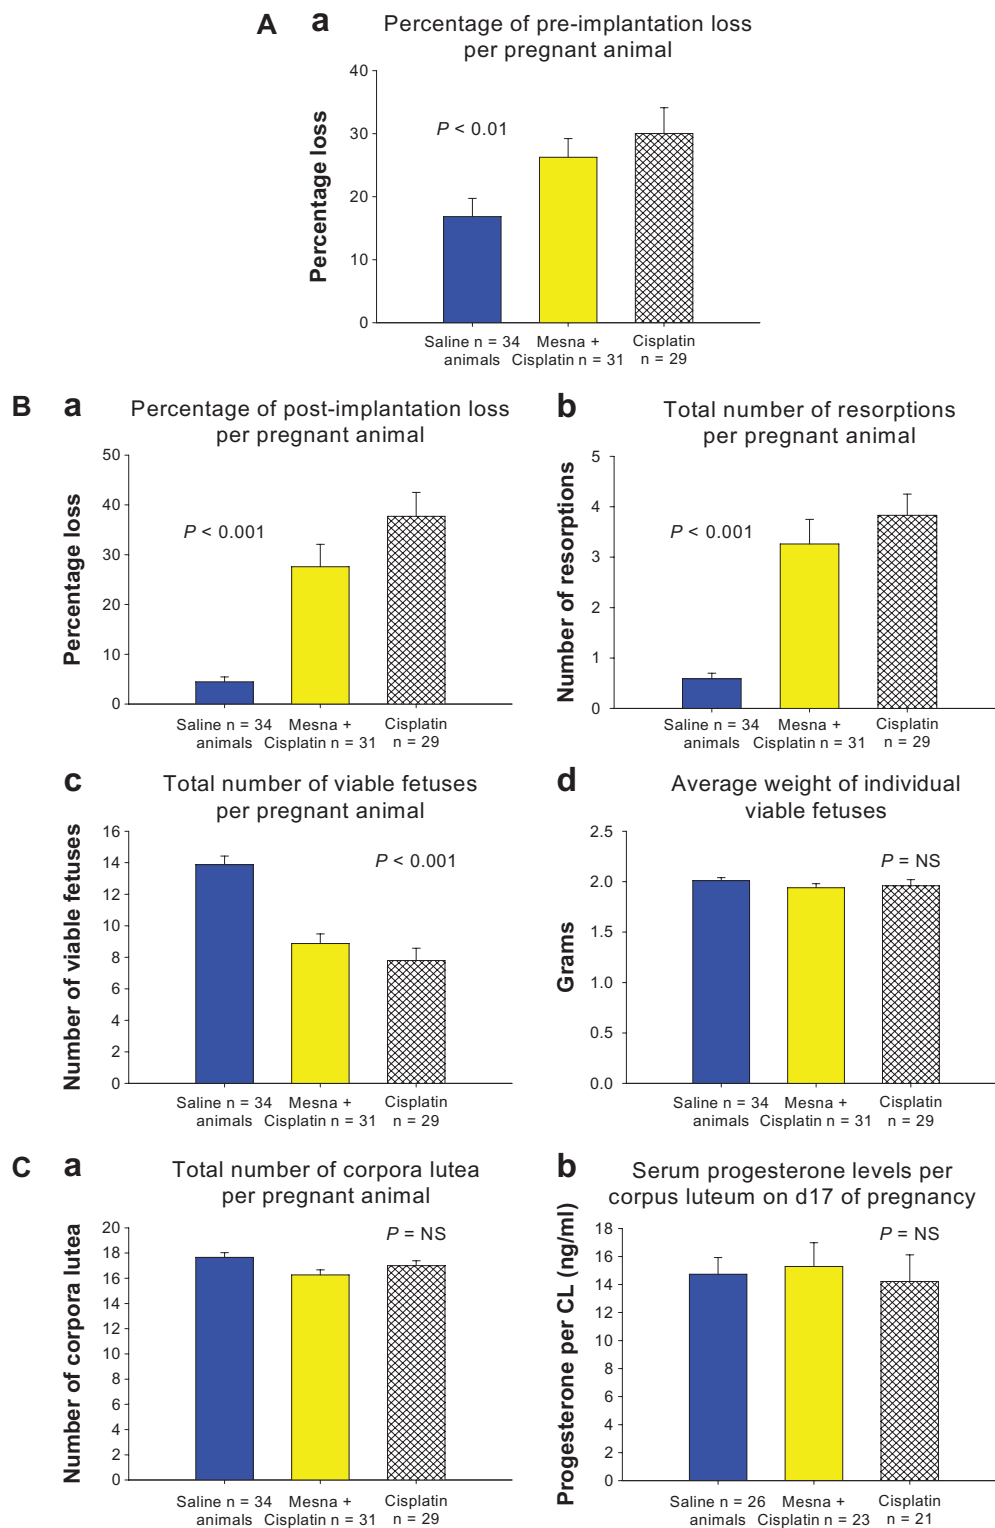 A a Percentage of pre-implantation loss
per pregnant animal
Percentage loss
40
30
20
10
0
P < 0.01
Saline n = 34
animals
Mesna +
Cisplatin n = 31
Cisplatin
n = 29
B a Percentage of post-implantation loss
per pregnant animal
Percentage loss
50
40
30
20
10
0
P < 0.001
Saline n = 34
animals
Mesna +
Cisplatin n = 31
Cisplatin
n = 29
b Total number of resorptions
per pregnant animal
Number of resorptions
5
4
3
2
1
0
P < 0.001
Saline n = 34
animals
Mesna +
Cisplatin n = 31
Cisplatin
n = 29
c Total number of viable fetuses
per pregnant animal
Number of viable fetuses
16
14
12
10
8
6
4
2
0
P < 0.001
Saline n = 34
animals
Mesna +
Cisplatin n = 31
Cisplatin
n = 29
d Average weight of individual
viable fetuses
Grams
2.5
2.0
1.5
1.0
0.5
0.0
P = NS
Saline n = 34
animals
Mesna +
Cisplatin n = 31
Cisplatin
n = 29
C a Total number of corpora lutea
per pregnant animal
Number of corpora lutea
20
18
16
14
12
10
8
6
4
2
0
P = NS
Saline n = 34
animals
Mesna +
Cisplatin n = 31
Cisplatin
n = 29
b Serum progesterone levels per
corpus luteum on d17 of pregnancy
Progesterone per CL (ng/ml)
18
16
14
12
10
8
6
4
2
0
P = NS
Saline n = 26
animals
Mesna +
Cisplatin n = 23
Cisplatin
n = 21